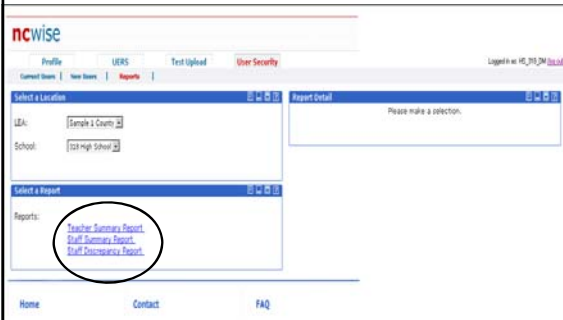 ncwise
Profile UERS Test Upload User Security
Current Users | New Users | Reports |
Select a Location
LEA: Sample 1 County
School: 319 High School
Select a Report
Reports:
Teacher Summary Report
Staff Summary Report
Staff Discrepancy Report
Report Detail
Please make a selection.
Home Contact FAQ